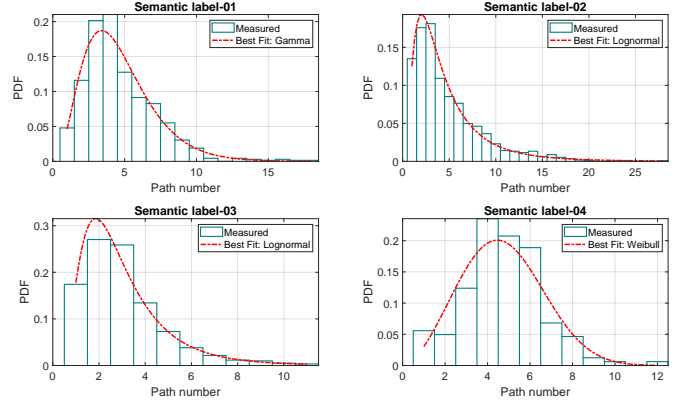 Semantic label-01
Measured
Best Fit: Gamma
PDF
0.2
0.15
0.1
0.05
0
0 5 10 15
Path number
Semantic label-02
Measured
Best Fit: Lognormal
PDF
0.15
0.1
0.05
0
0 5 10 15 20 25
Path number
Semantic label-03
Measured
Best Fit: Lognormal
PDF
0.3
0.2
0.1
0
0 2 4 6 8 10
Path number
Semantic label-04
Measured
Best Fit: Weibull
PDF
0.2
0.15
0.1
0.05
0
0 2 4 6 8 10 12
Path number